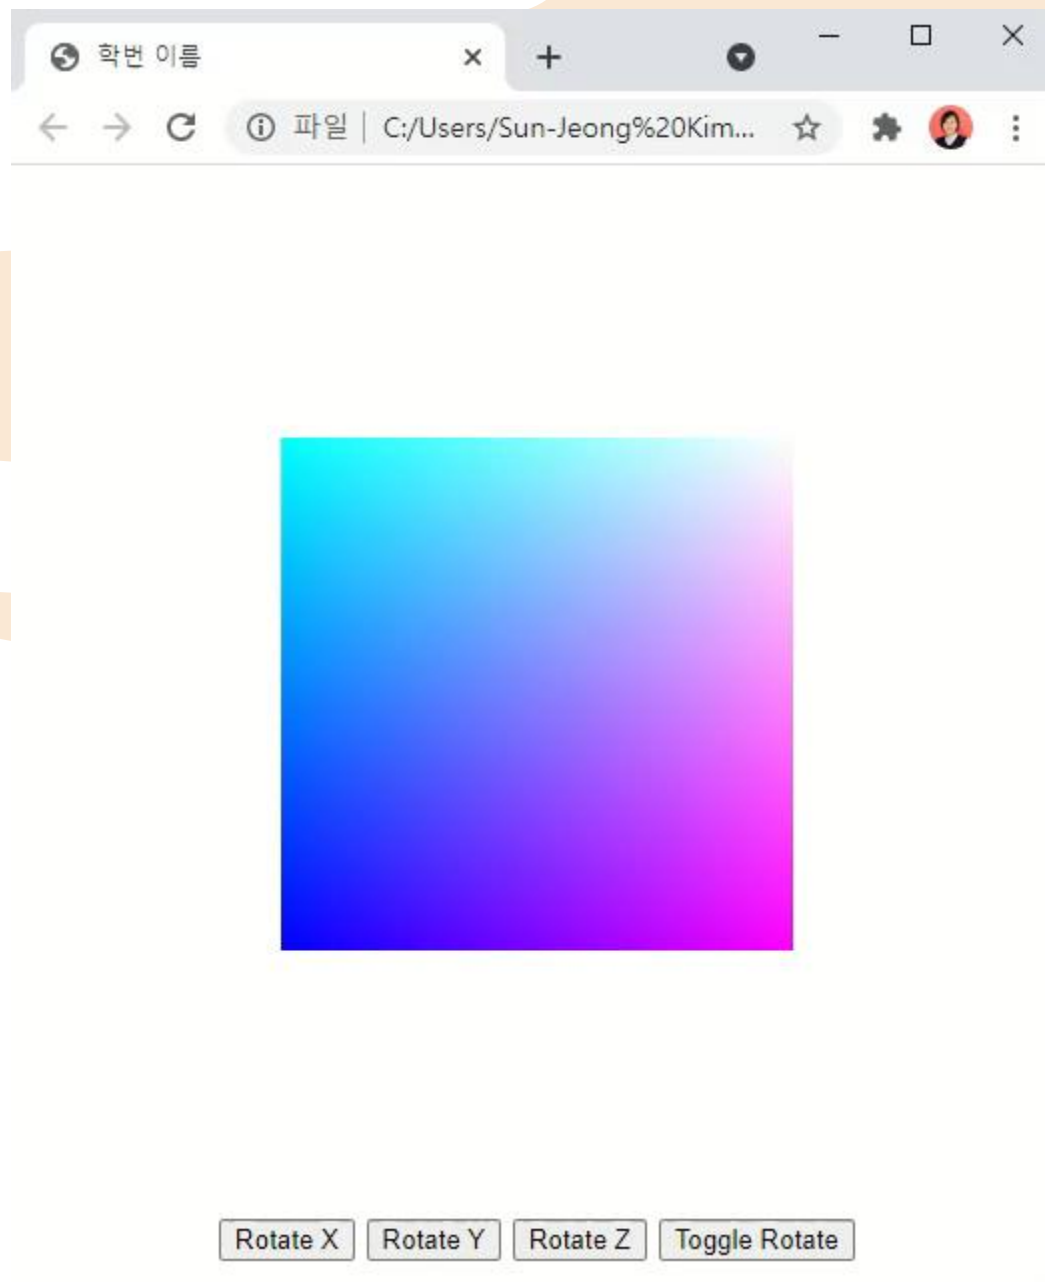 학번 이름
파일 | C:/Users/Sun-Jeong%20Kim...
Rotate X Rotate Y Rotate Z Toggle Rotate